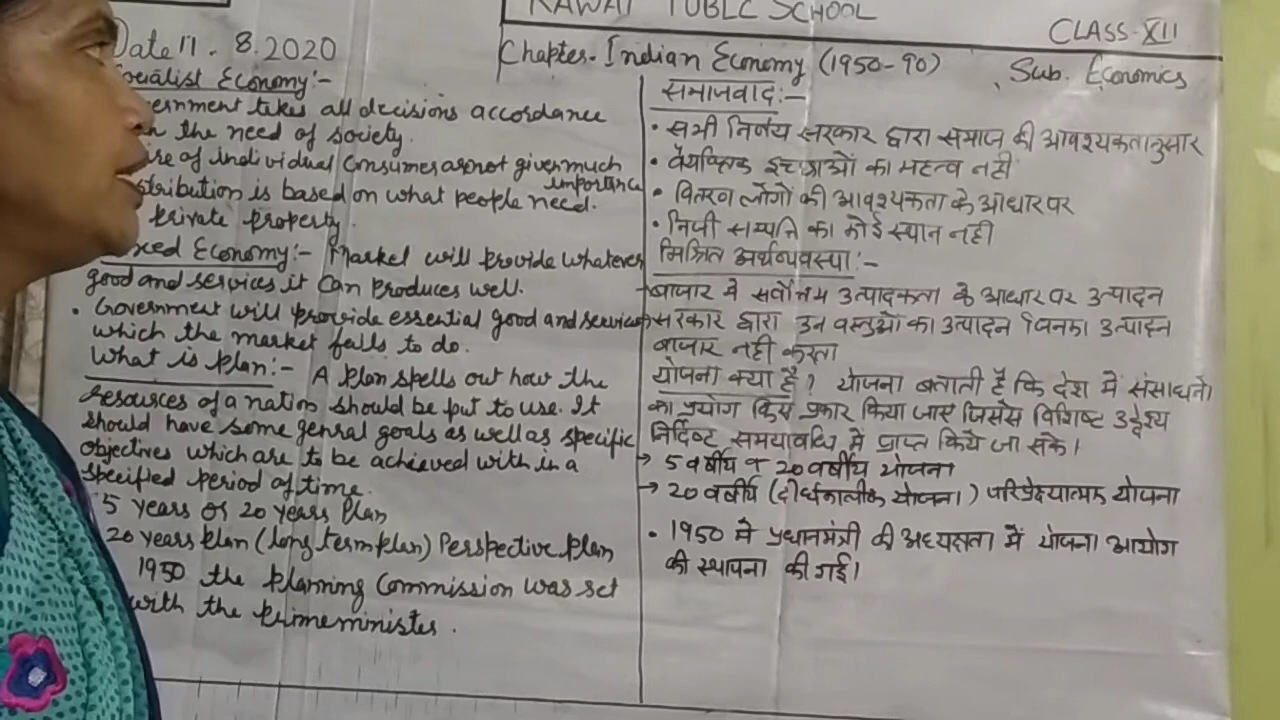 PUBLC SCHOOL
CLASS-XII
Date 11.8.2020
Chapter-Indian Economy (1950-90)
Sub. Economics
Economy:-
takes all decisions accordance
the need of society.
of individual Consumes are not given much
importance
is based on what people need.
private property.
Economy:- Market will provide whatever
good and services it Can Produces well.
• Government will provide essential good and services
which the market fails to do.
What is plan:- A plan spells out how the
resources of a nation should be put to use. It
should have some genral goals as well as specific
objectives which are to be achieved with in a
specified period of time.
5 years or 20 years Plan
20 years plan (long term plan) Perspective plan
1950 the planning Commission was set
with the primeminister.
समाजवाद:-
• सभी निर्णय सरकार द्वारा समाज की आवश्यकतानुसार
• वैयक्तिक इच्छाओं का महत्व नहीं
• वितरण लोगों की आवश्यकता के आधार पर
• निजी सम्पत्ति का कोई स्थान नहीं
मिश्रित अर्थव्यवस्था:-
→ बाजार मे सर्वोत्तम उत्पादकता के आधार पर उत्पादन
सरकार द्वारा उन वस्तुओं का उत्पादन जिनका उत्पादन
बाजार नहीं करता
योजना क्या है? योजना बताती है कि देश में संसाधनों
का प्रयोग किस प्रकार किया जाए जिससे विशिष्ट उद्देश्य
निर्दिष्ट समयावधि में प्राप्त किये जा सके।
→ 5 वर्षीय व 20 वर्षीय योजना
→ 20 वर्षीय (दीर्घकालीक योजना) परिप्रेक्ष्यात्मक योजना
• 1950 मे प्रधानमंत्री की अध्यक्षता में योजना आयोग
की स्थापना की गई।